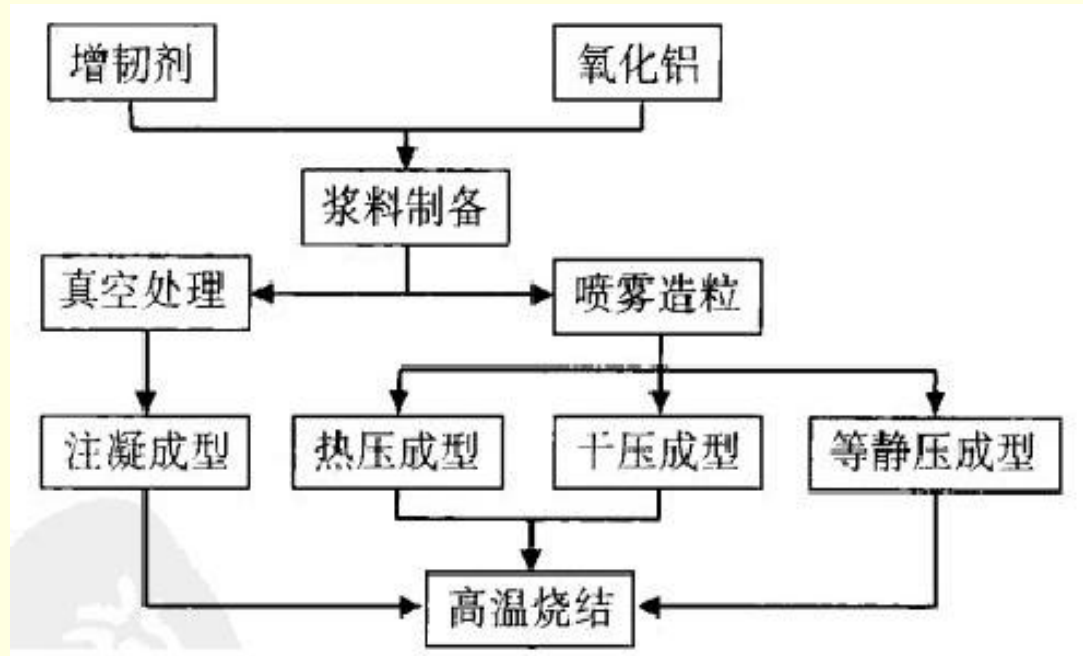 增韧剂
氧化铝
浆料制备
真空处理
喷雾造粒
注凝成型
热压成型
干压成型
等静压成型
高温烧结